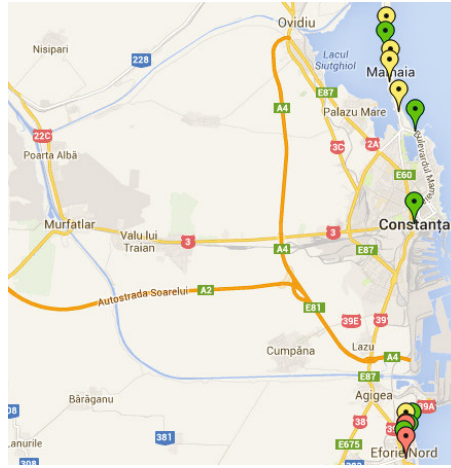 Ovidiu
Nisipari
228
Lacul
Siutghiol
E87
Mamaia
A4
Palazu Mare
22C
2A
3C
Poarta Albă
Bulevardul Mamaia
E60
Murfatlar
Constanța
Valu lui
Traian
3
3
A4
E87
Autostrada Soarelui
A2
E81
39E
39
Lazu
Cumpăna
A4
E87
Agigea
Bărăganu
39A
308
38
381
E675
Lanurile
Eforie Nord